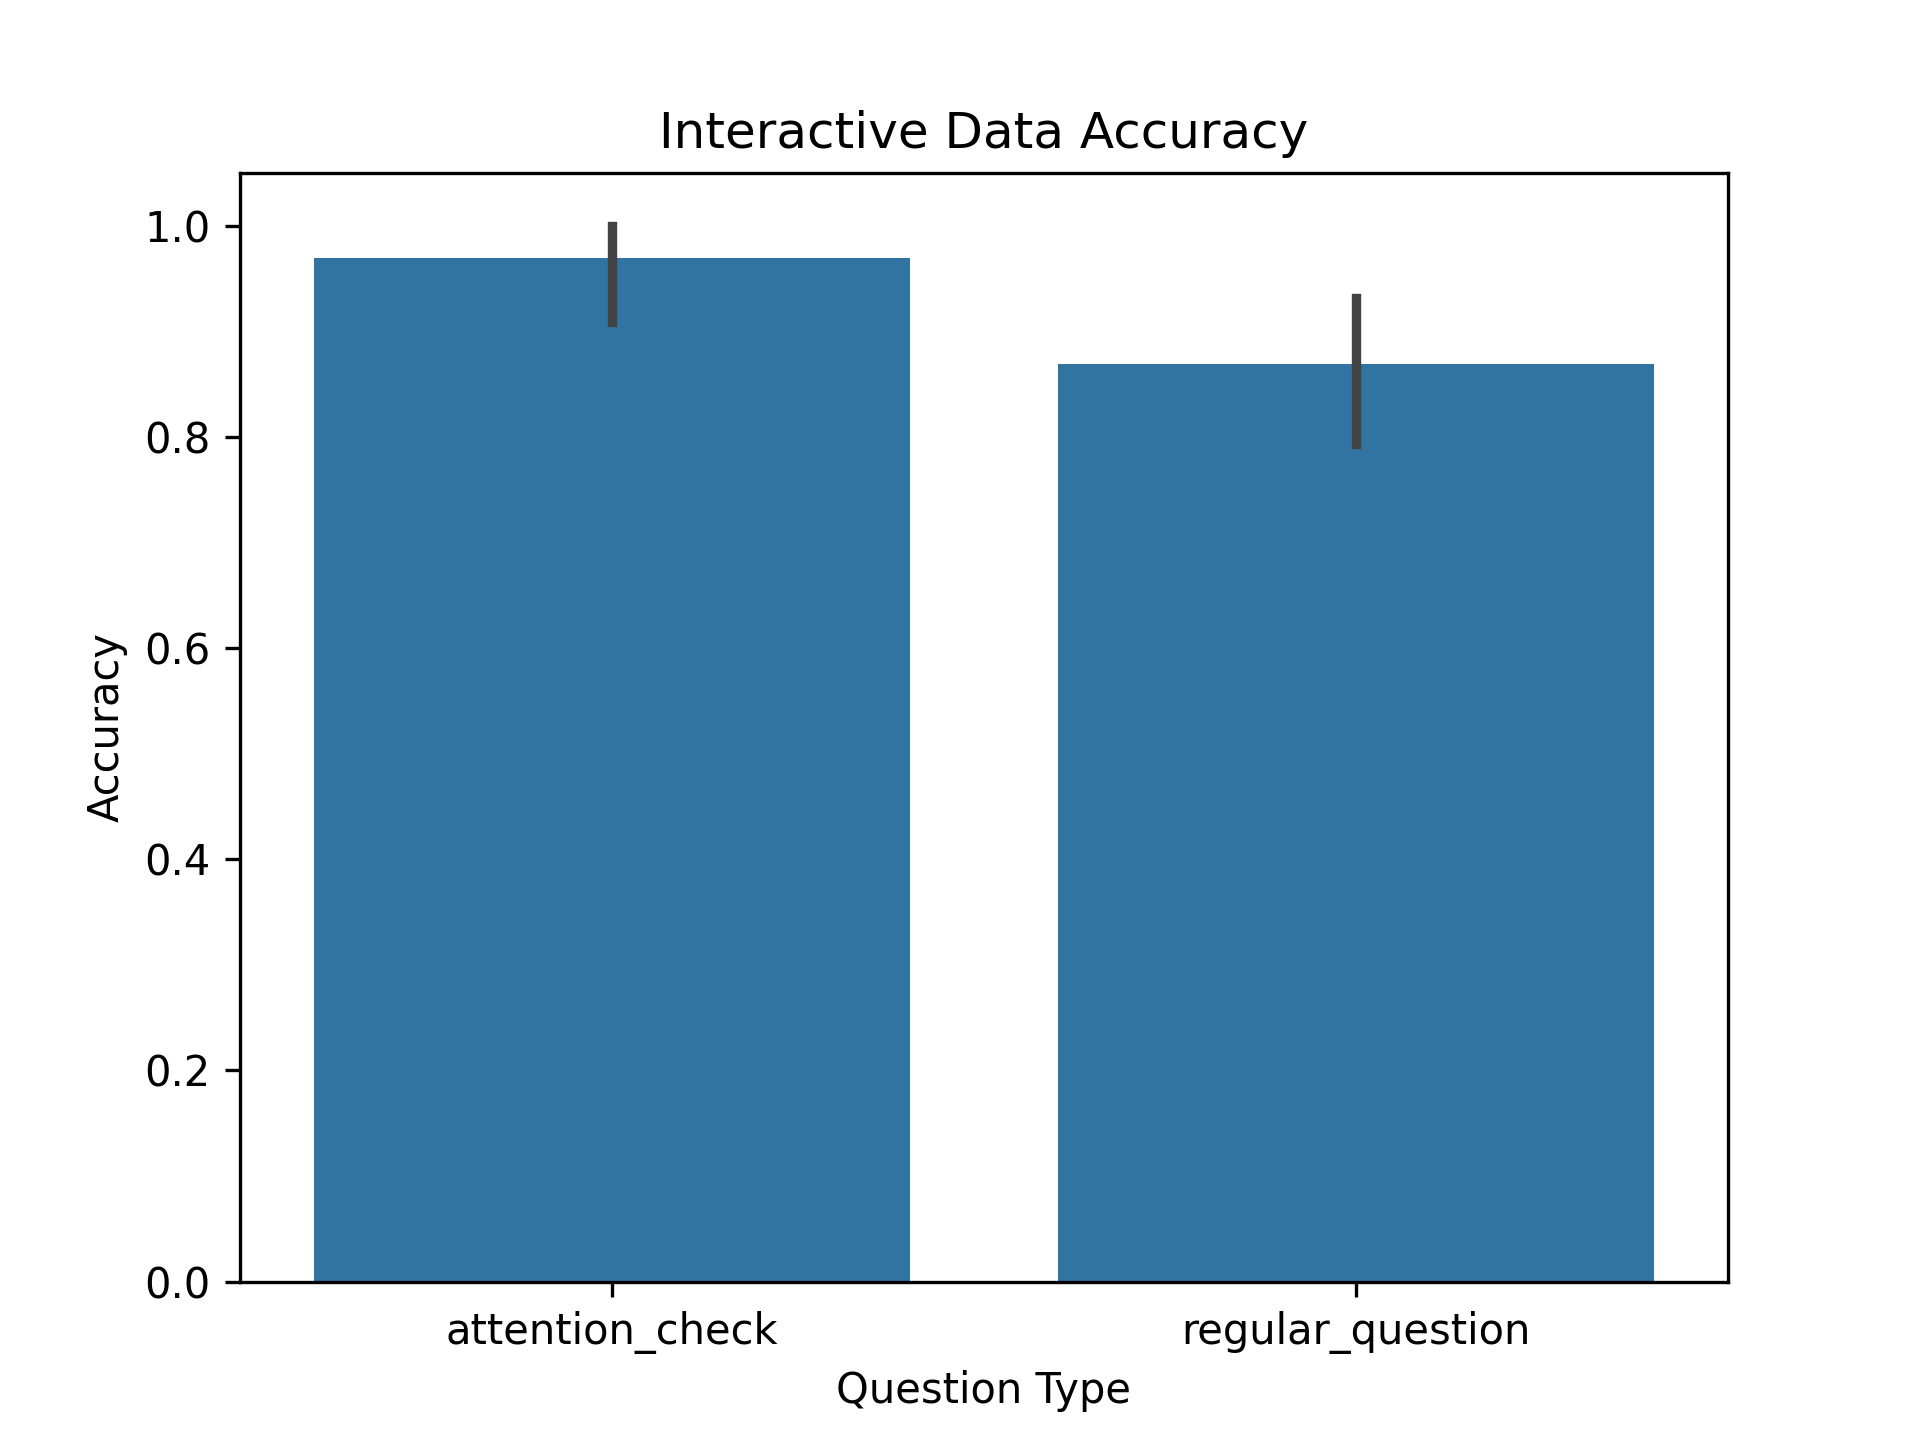 Interactive Data Accuracy
1.0
0.8
0.6
0.4
0.2
0.0
Accuracy
attention_check
regular_question
Question Type